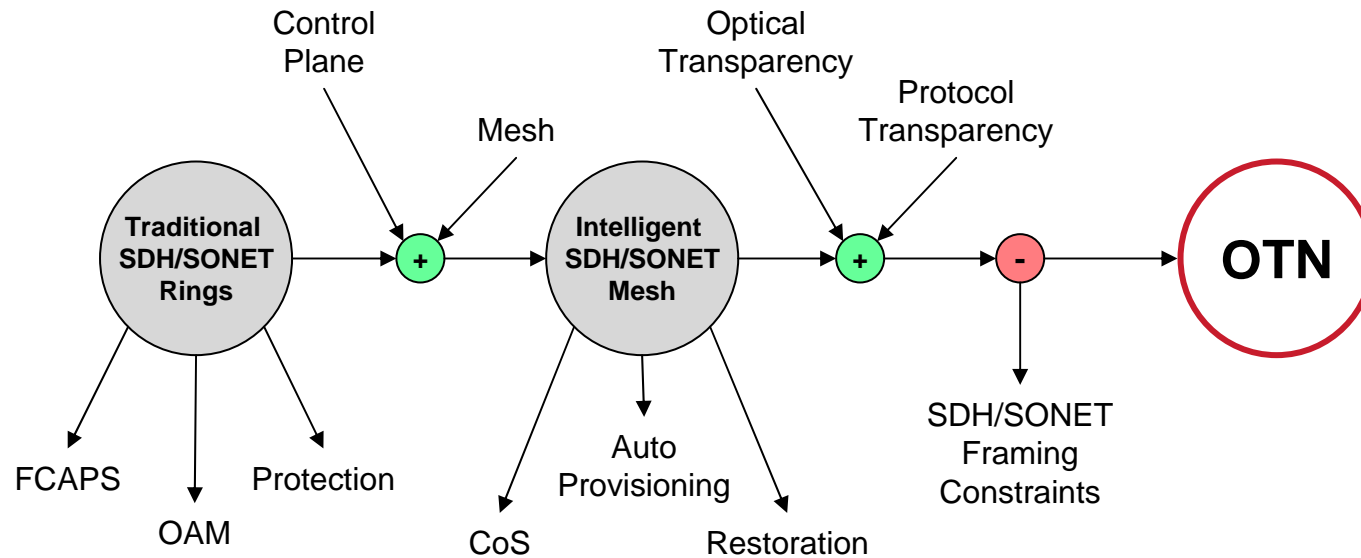 Control
Plane
Mesh
Optical
Transparency
Protocol
Transparency
Traditional
SDH/SONET
Rings
+
Intelligent
SDH/SONET
Mesh
+
-
OTN
FCAPS
OAM
Protection
CoS
Auto
Provisioning
Restoration
SDH/SONET
Framing
Constraints